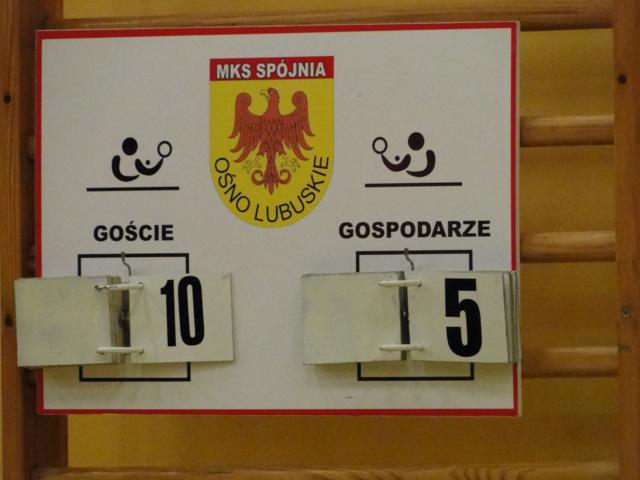 MKS SPÓJNIA
OŚNO LUBUSKIE
GOŚCIE
GOSPODARZE
10
5